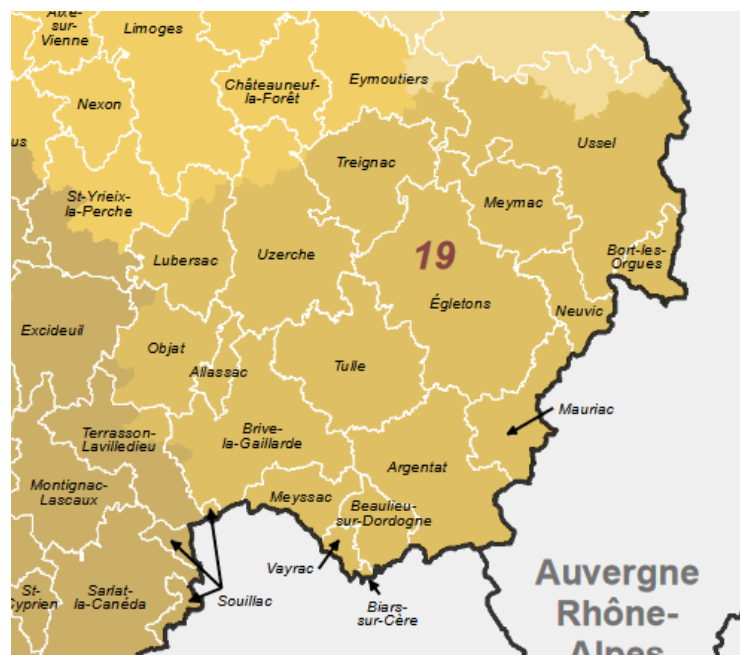 Aixe-
sur-
Vienne
Limoges
Châteauneuf-
la-Forêt
Eymoutiers
Nexon
Ussel
us
Treignac
St-Yrieix-
la-Perche
Meymac
Lubersac
Uzerche
19
Bort-les-
Orgues
Égletons
Neuvic
Excideuil
Objat
Allassac
Tulle
Mauriac
Terrasson-
Lavilledieu
Brive-
la-Gaillarde
Argentat
Montignac-
Lascaux
Meyssac
Beaulieu-
sur-Dordogne
Vayrac
St-
Cyprien
Sarlat-
la-Canéda
Souillac
Biars-
sur-Cère
Auvergne
Rhône-
Alpes